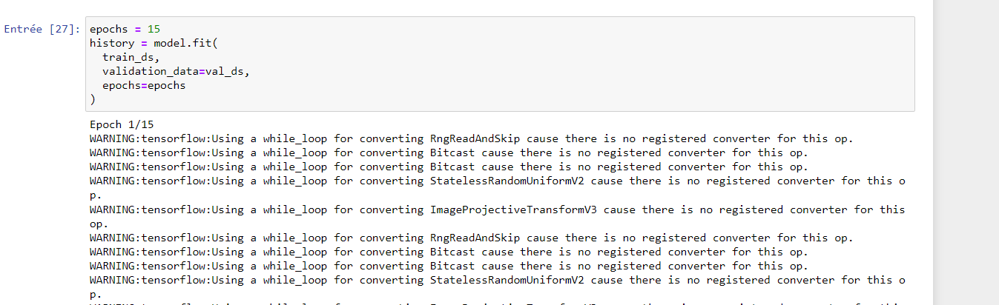 Entrée [27]: epochs = 15
history = model.fit(
  train_ds,
  validation_data=val_ds,
  epochs=epochs
)
Epoch 1/15
WARNING:tensorflow:Using a while_loop for converting RngReadAndSkip cause there is no registered converter for this op.
WARNING:tensorflow:Using a while_loop for converting Bitcast cause there is no registered converter for this op.
WARNING:tensorflow:Using a while_loop for converting Bitcast cause there is no registered converter for this op.
WARNING:tensorflow:Using a while_loop for converting StatelessRandomUniformV2 cause there is no registered converter for this o
p.
WARNING:tensorflow:Using a while_loop for converting ImageProjectiveTransformV3 cause there is no registered converter for this
op.
WARNING:tensorflow:Using a while_loop for converting RngReadAndSkip cause there is no registered converter for this op.
WARNING:tensorflow:Using a while_loop for converting Bitcast cause there is no registered converter for this op.
WARNING:tensorflow:Using a while_loop for converting Bitcast cause there is no registered converter for this op.
WARNING:tensorflow:Using a while_loop for converting StatelessRandomUniformV2 cause there is no registered converter for this o
p.